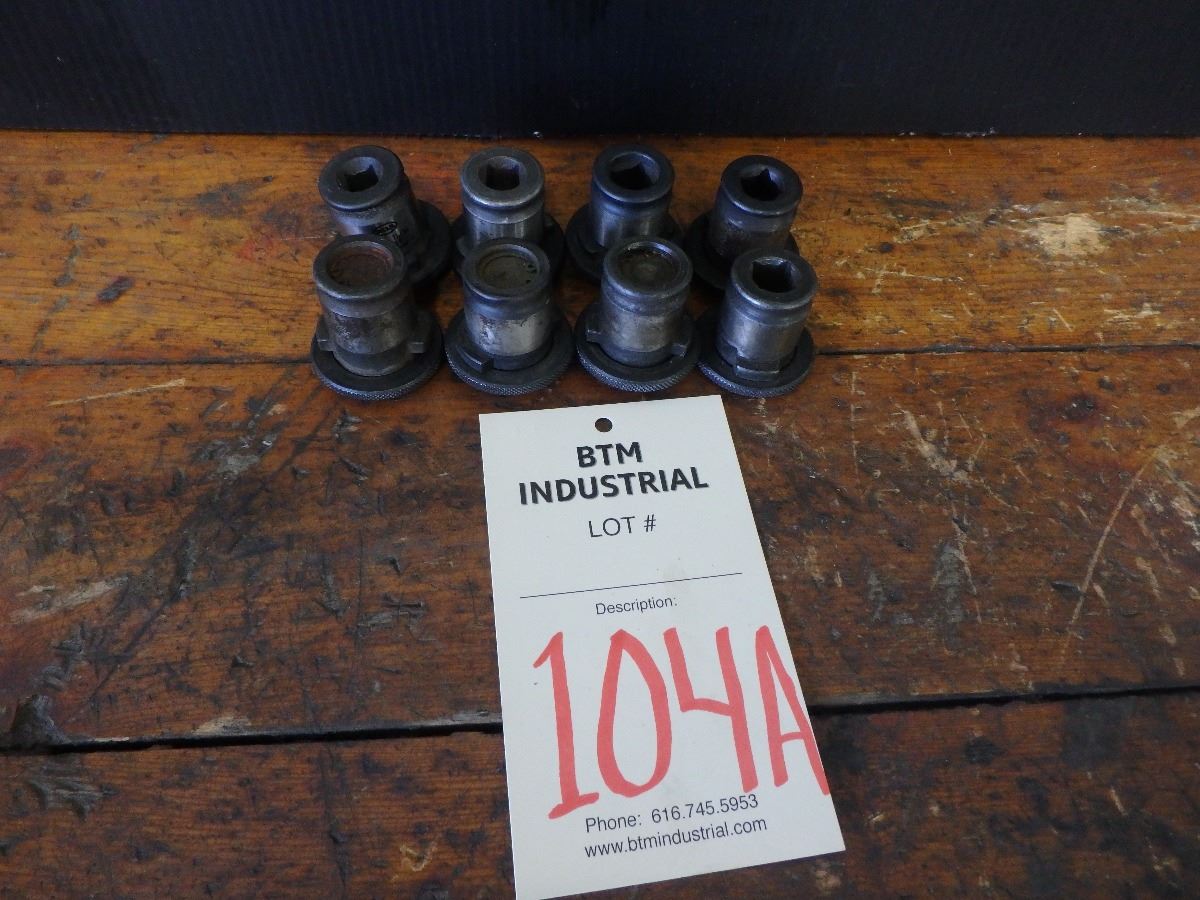 BTM
INDUSTRIAL
LOT #
Description:
104A
Phone: 616.745.5953
www.btmindustrial.com